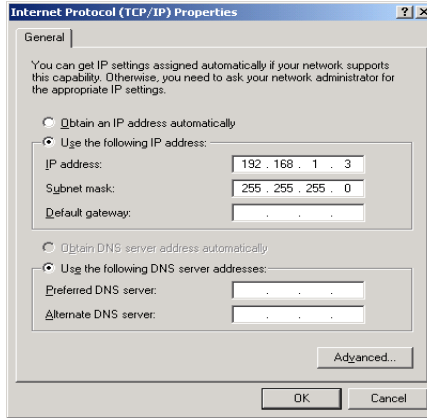 Internet Protocol (TCP/IP) Properties
? X
General
You can get IP settings assigned automatically if your network supports
this capability. Otherwise, you need to ask your network administrator for
the appropriate IP settings.
Obtain an IP address automatically
Use the following IP address:
IP address: 192 . 168 . 1 . 3
Subnet mask: 255 . 255 . 255 . 0
Default gateway: . . .
Obtain DNS server address automatically
Use the following DNS server addresses:
Preferred DNS server: . . .
Alternate DNS server: . . .
Advanced...
OK Cancel